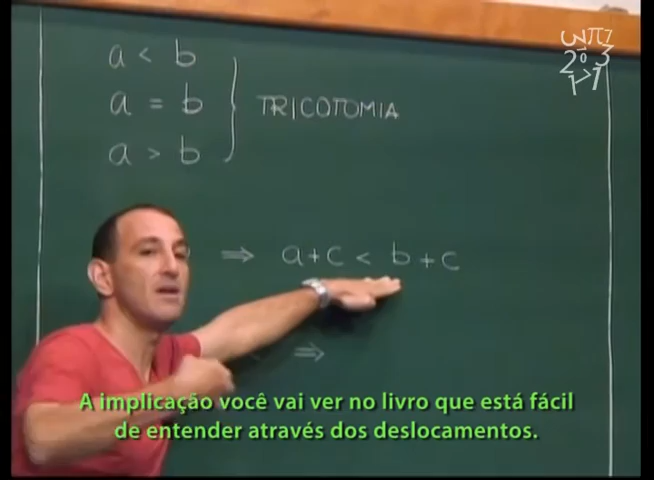 a < b
a = b
a > b
TRICOTOMIA
⇒ a+c < b+c
⇒
A implicação você vai ver no livro que está fácil
de entender através dos deslocamentos.